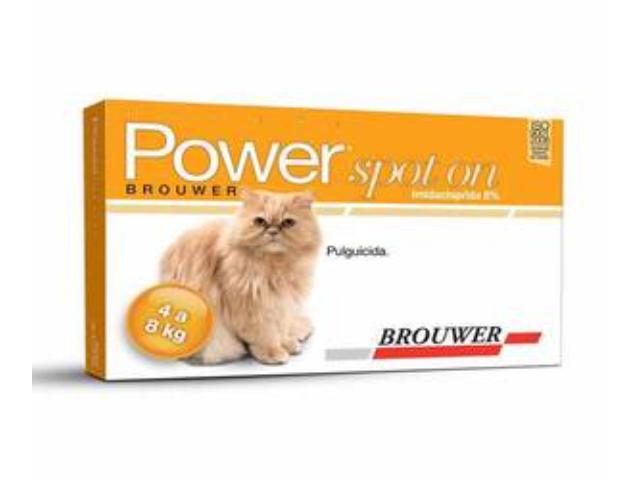 Power spot on
BROUWER
Imidacloprida 8%
Pulguicida.
4 a
8 kg
BROUWER